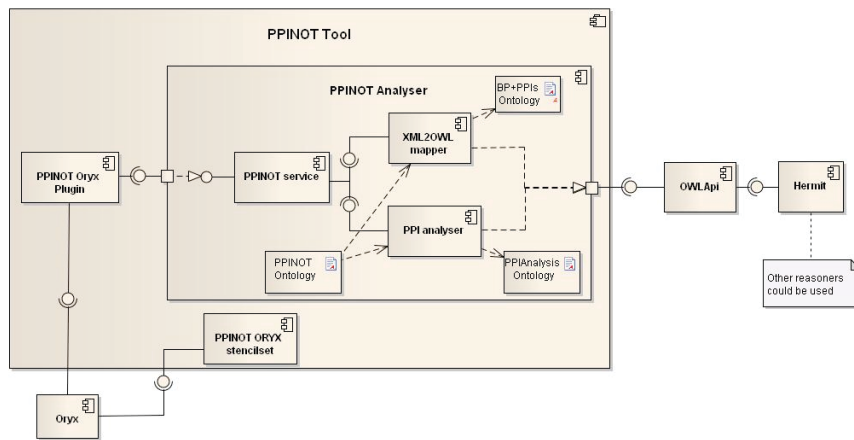 PPINOT Tool
PPINOT Analyser
BP+PPIs
Ontology
XML2OWL
mapper
PPINOT Oryx
Plugin
PPINOT service
OWLApi
Hermit
PPI analyser
PPINOT
Ontology
PPIAnalysis
Ontology
Other reasoners
could be used
PPINOT ORYX
stencilset
Oryx